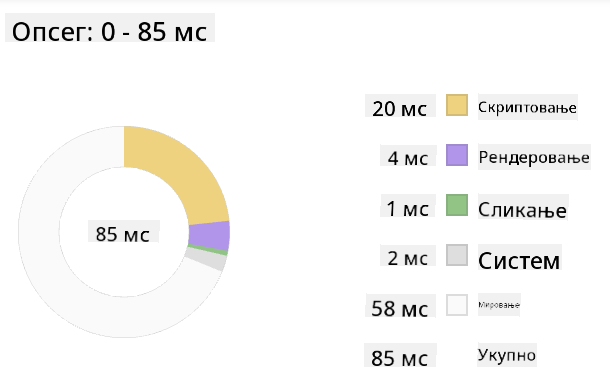 Опсег: 0 - 85 мс
20 мс Скриптовање
4 мс Рендеровање
1 мс Сликање
85 мс
2 мс Систем
58 мс Мировање
85 мс Укупно